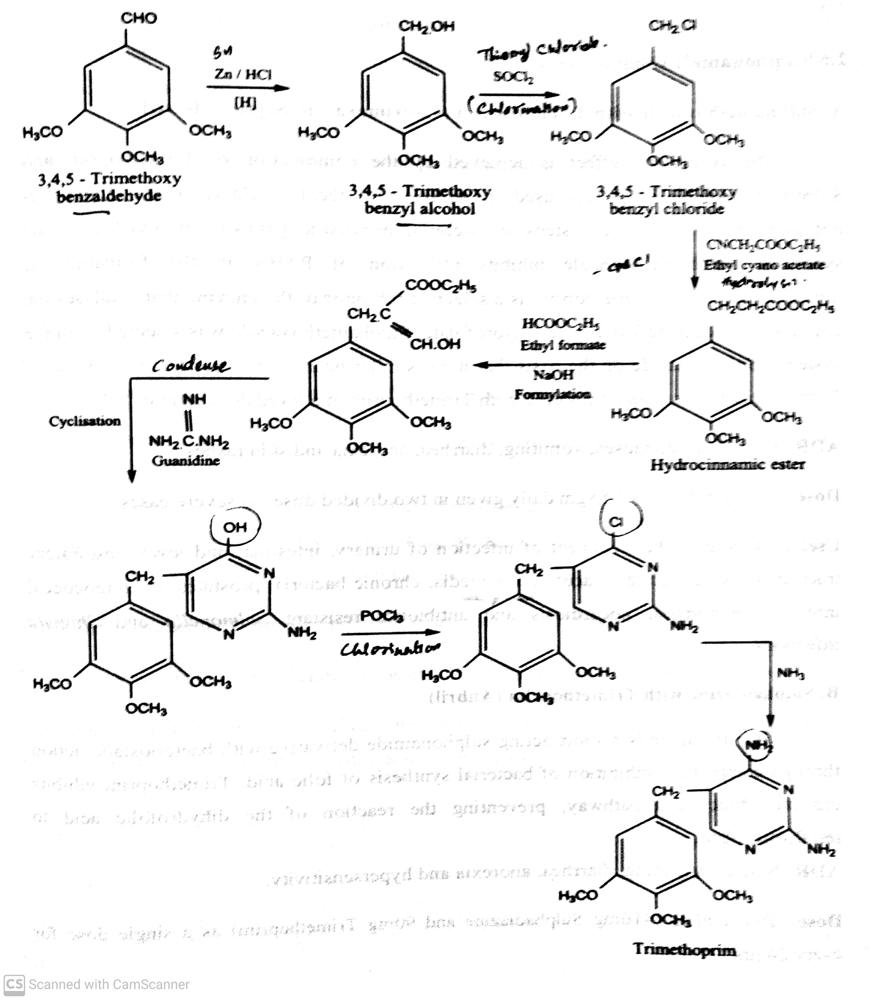 CHO
Sn
Zn / HCl
[H]
H₃CO
OCH₃
OCH₃
3,4,5 - Trimethoxy
benzaldehyde
CH₂.OH
H₃CO
OCH₃
OCH₃
3,4,5 - Trimethoxy
benzyl alcohol
Thionyl Chloride.
SOCl₂
(Chlorination)
CH₂Cl
H₃CO
OCH₃
OCH₃
3,4,5 - Trimethoxy
benzyl chloride
CNCH₂COOC₂H₅
Ethyl cyano acetate
Hydrolysis.
CH₂CH₂COOC₂H₅
H₃CO
OCH₃
OCH₃
Hydrocinnamic ester
HCOOC₂H₅
Ethyl formate
NaOH
Formylation
COOC₂H₅
CH₂.C
CH.OH
H₃CO
OCH₃
OCH₃
Condense
Cyclisation
NH
NH₂.C.NH₂
Guanidine
OH
CH₂
N
N
NH₂
H₃CO
OCH₃
OCH₃
POCl₃
Chlorination
Cl
CH₂
N
N
NH₂
H₃CO
OCH₃
OCH₃
NH₃
NH₂
CH₂
N
N
NH₂
H₃CO
OCH₃
OCH₃
Trimethoprim
CS Scanned with CamScanner